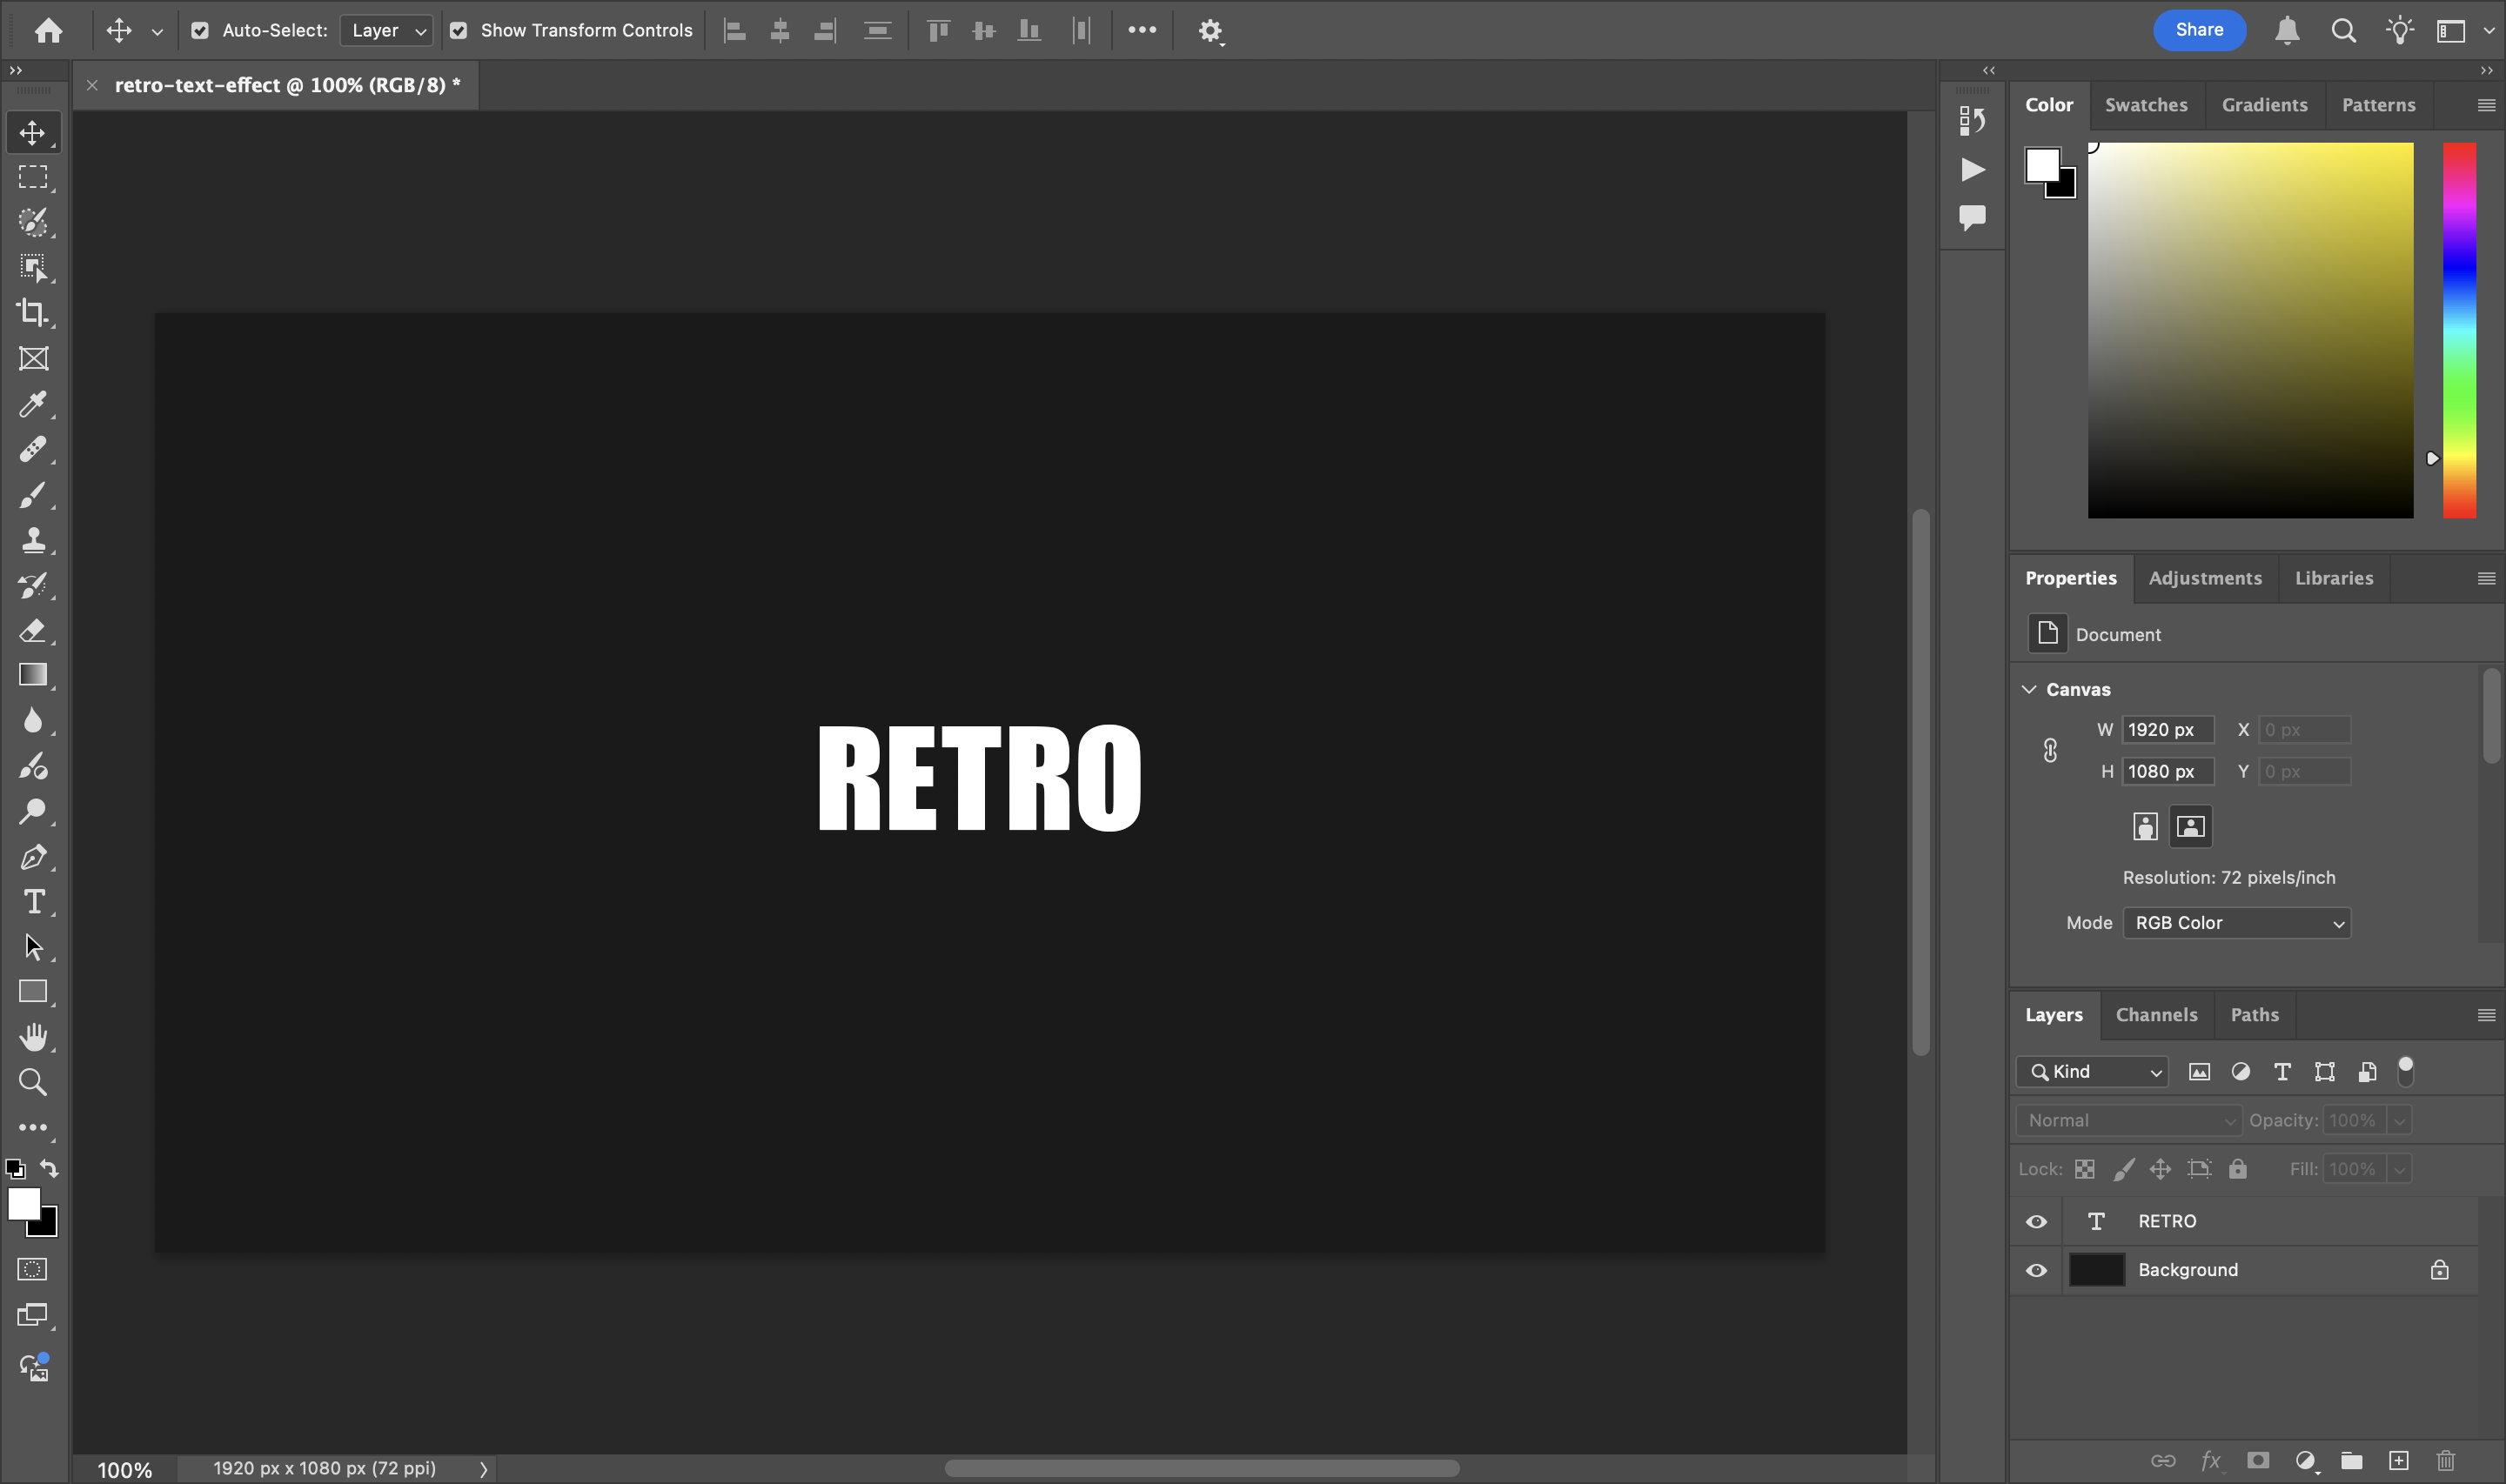 Auto-Select: Layer Show Transform Controls Share
retro-text-effect @ 100% (RGB/8) *
Color Swatches Gradients Patterns
Properties Adjustments Libraries
Document
Canvas
W 1920 px X 0 px
H 1080 px Y 0 px
Resolution: 72 pixels/inch
Mode RGB Color
RETRO
Layers Channels Paths
Kind
Normal Opacity: 100%
Lock: Fill: 100%
T RETRO
Background
fx
100% 1920 px x 1080 px (72 ppi)